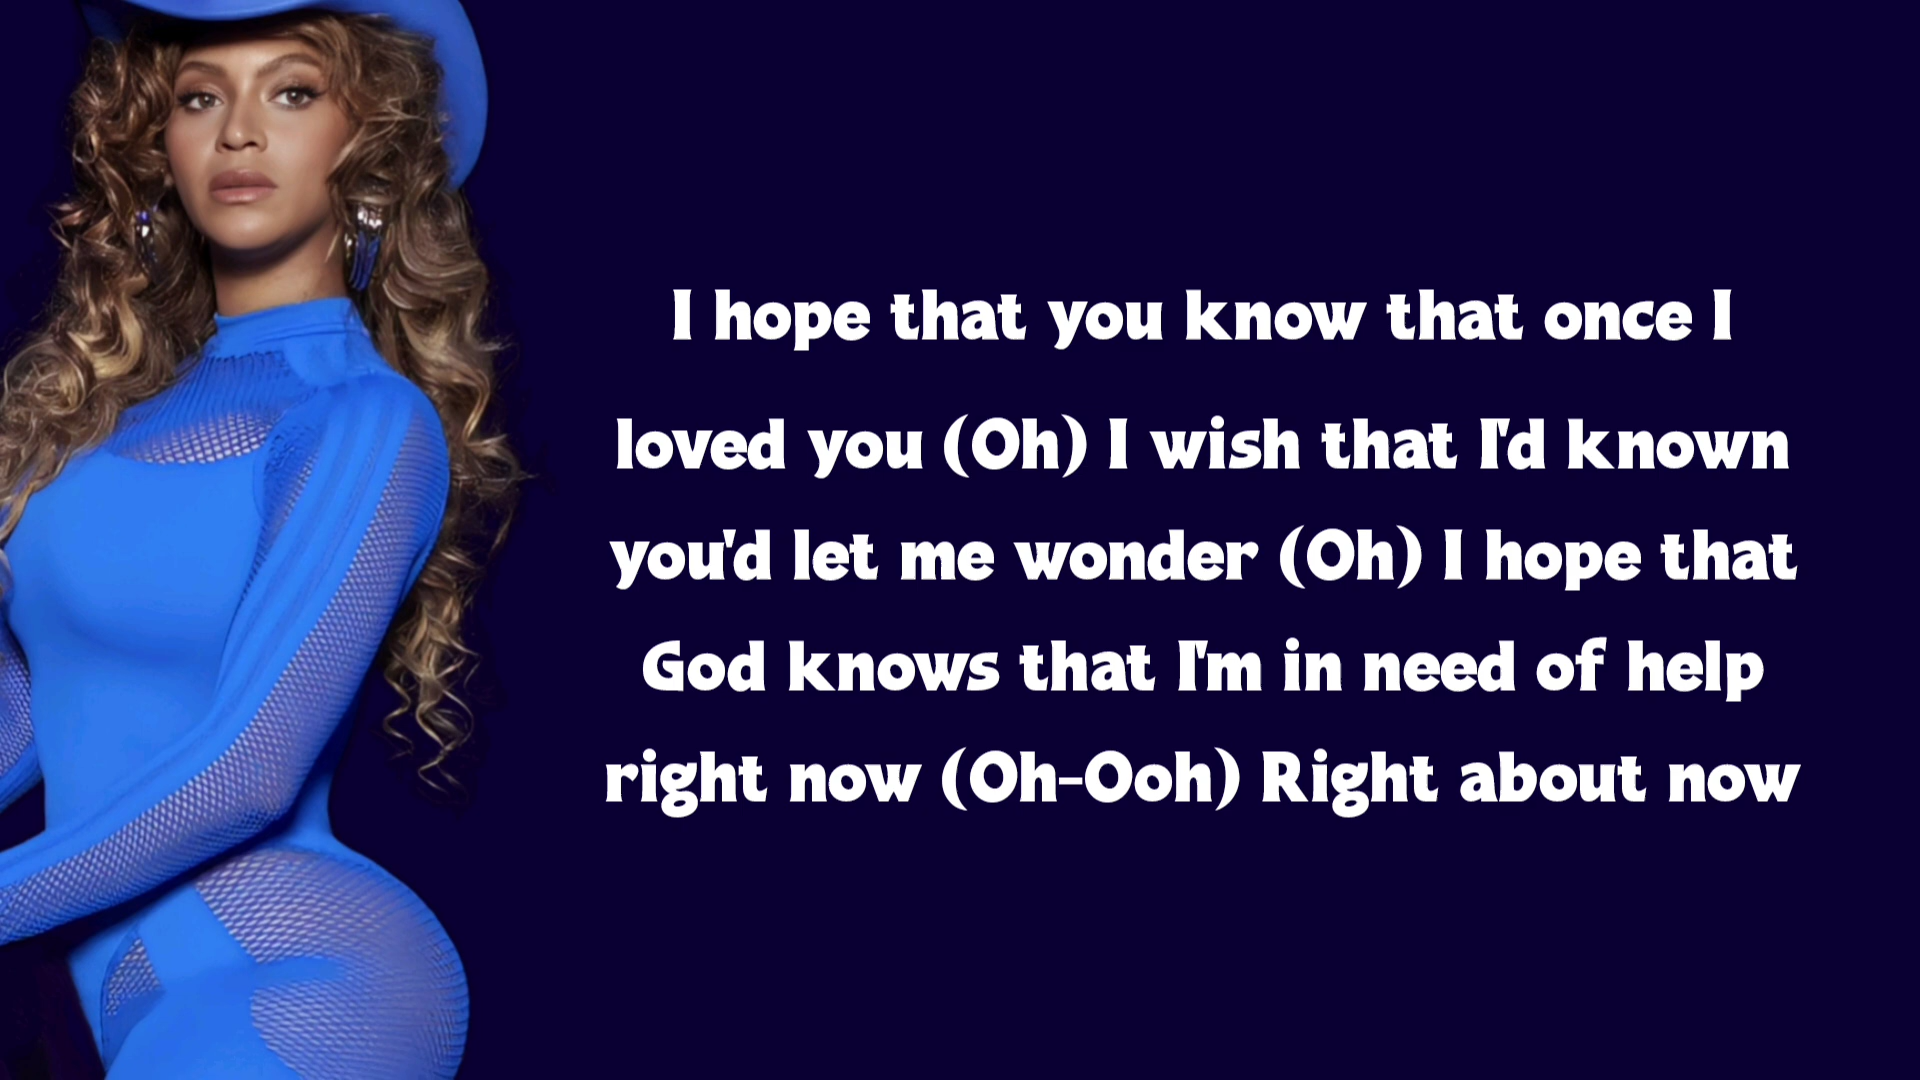 I hope that you know that once I
loved you (Oh) I wish that I'd known
you'd let me wonder (Oh) I hope that
God knows that I'm in need of help
right now (Oh-Ooh) Right about now